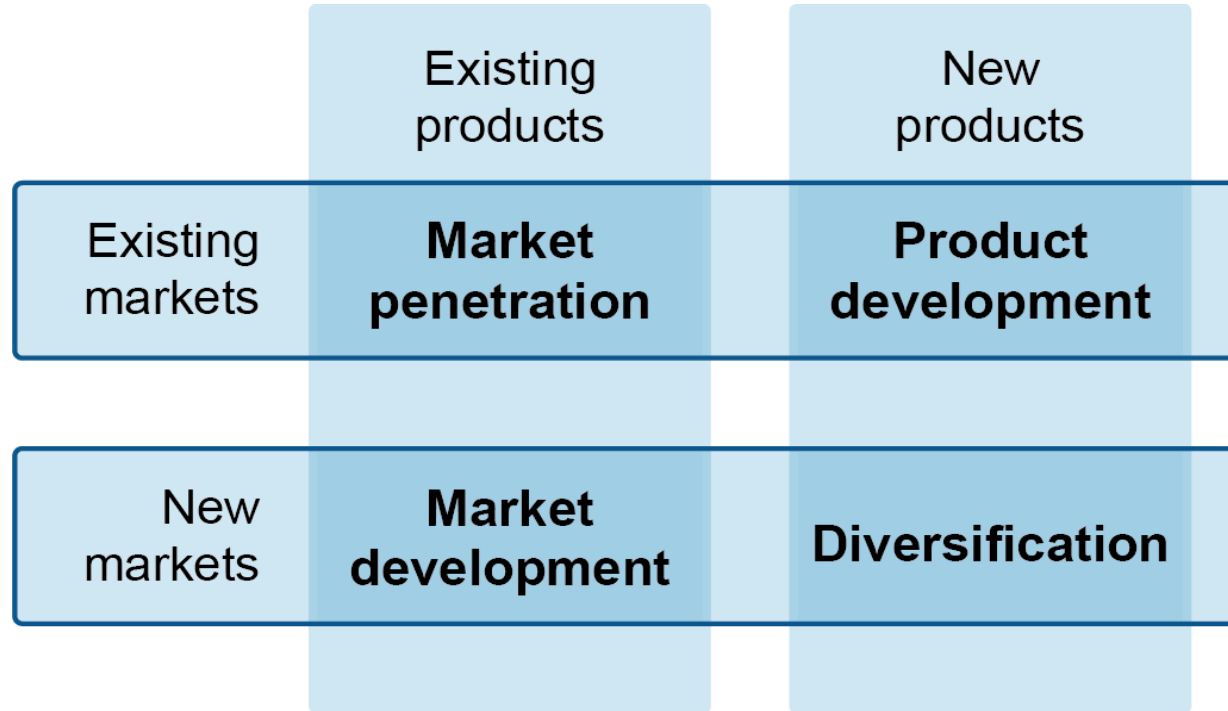 Existing
products
New
products
Existing
markets
Market
penetration
Product
development
New
markets
Market
development
Diversification